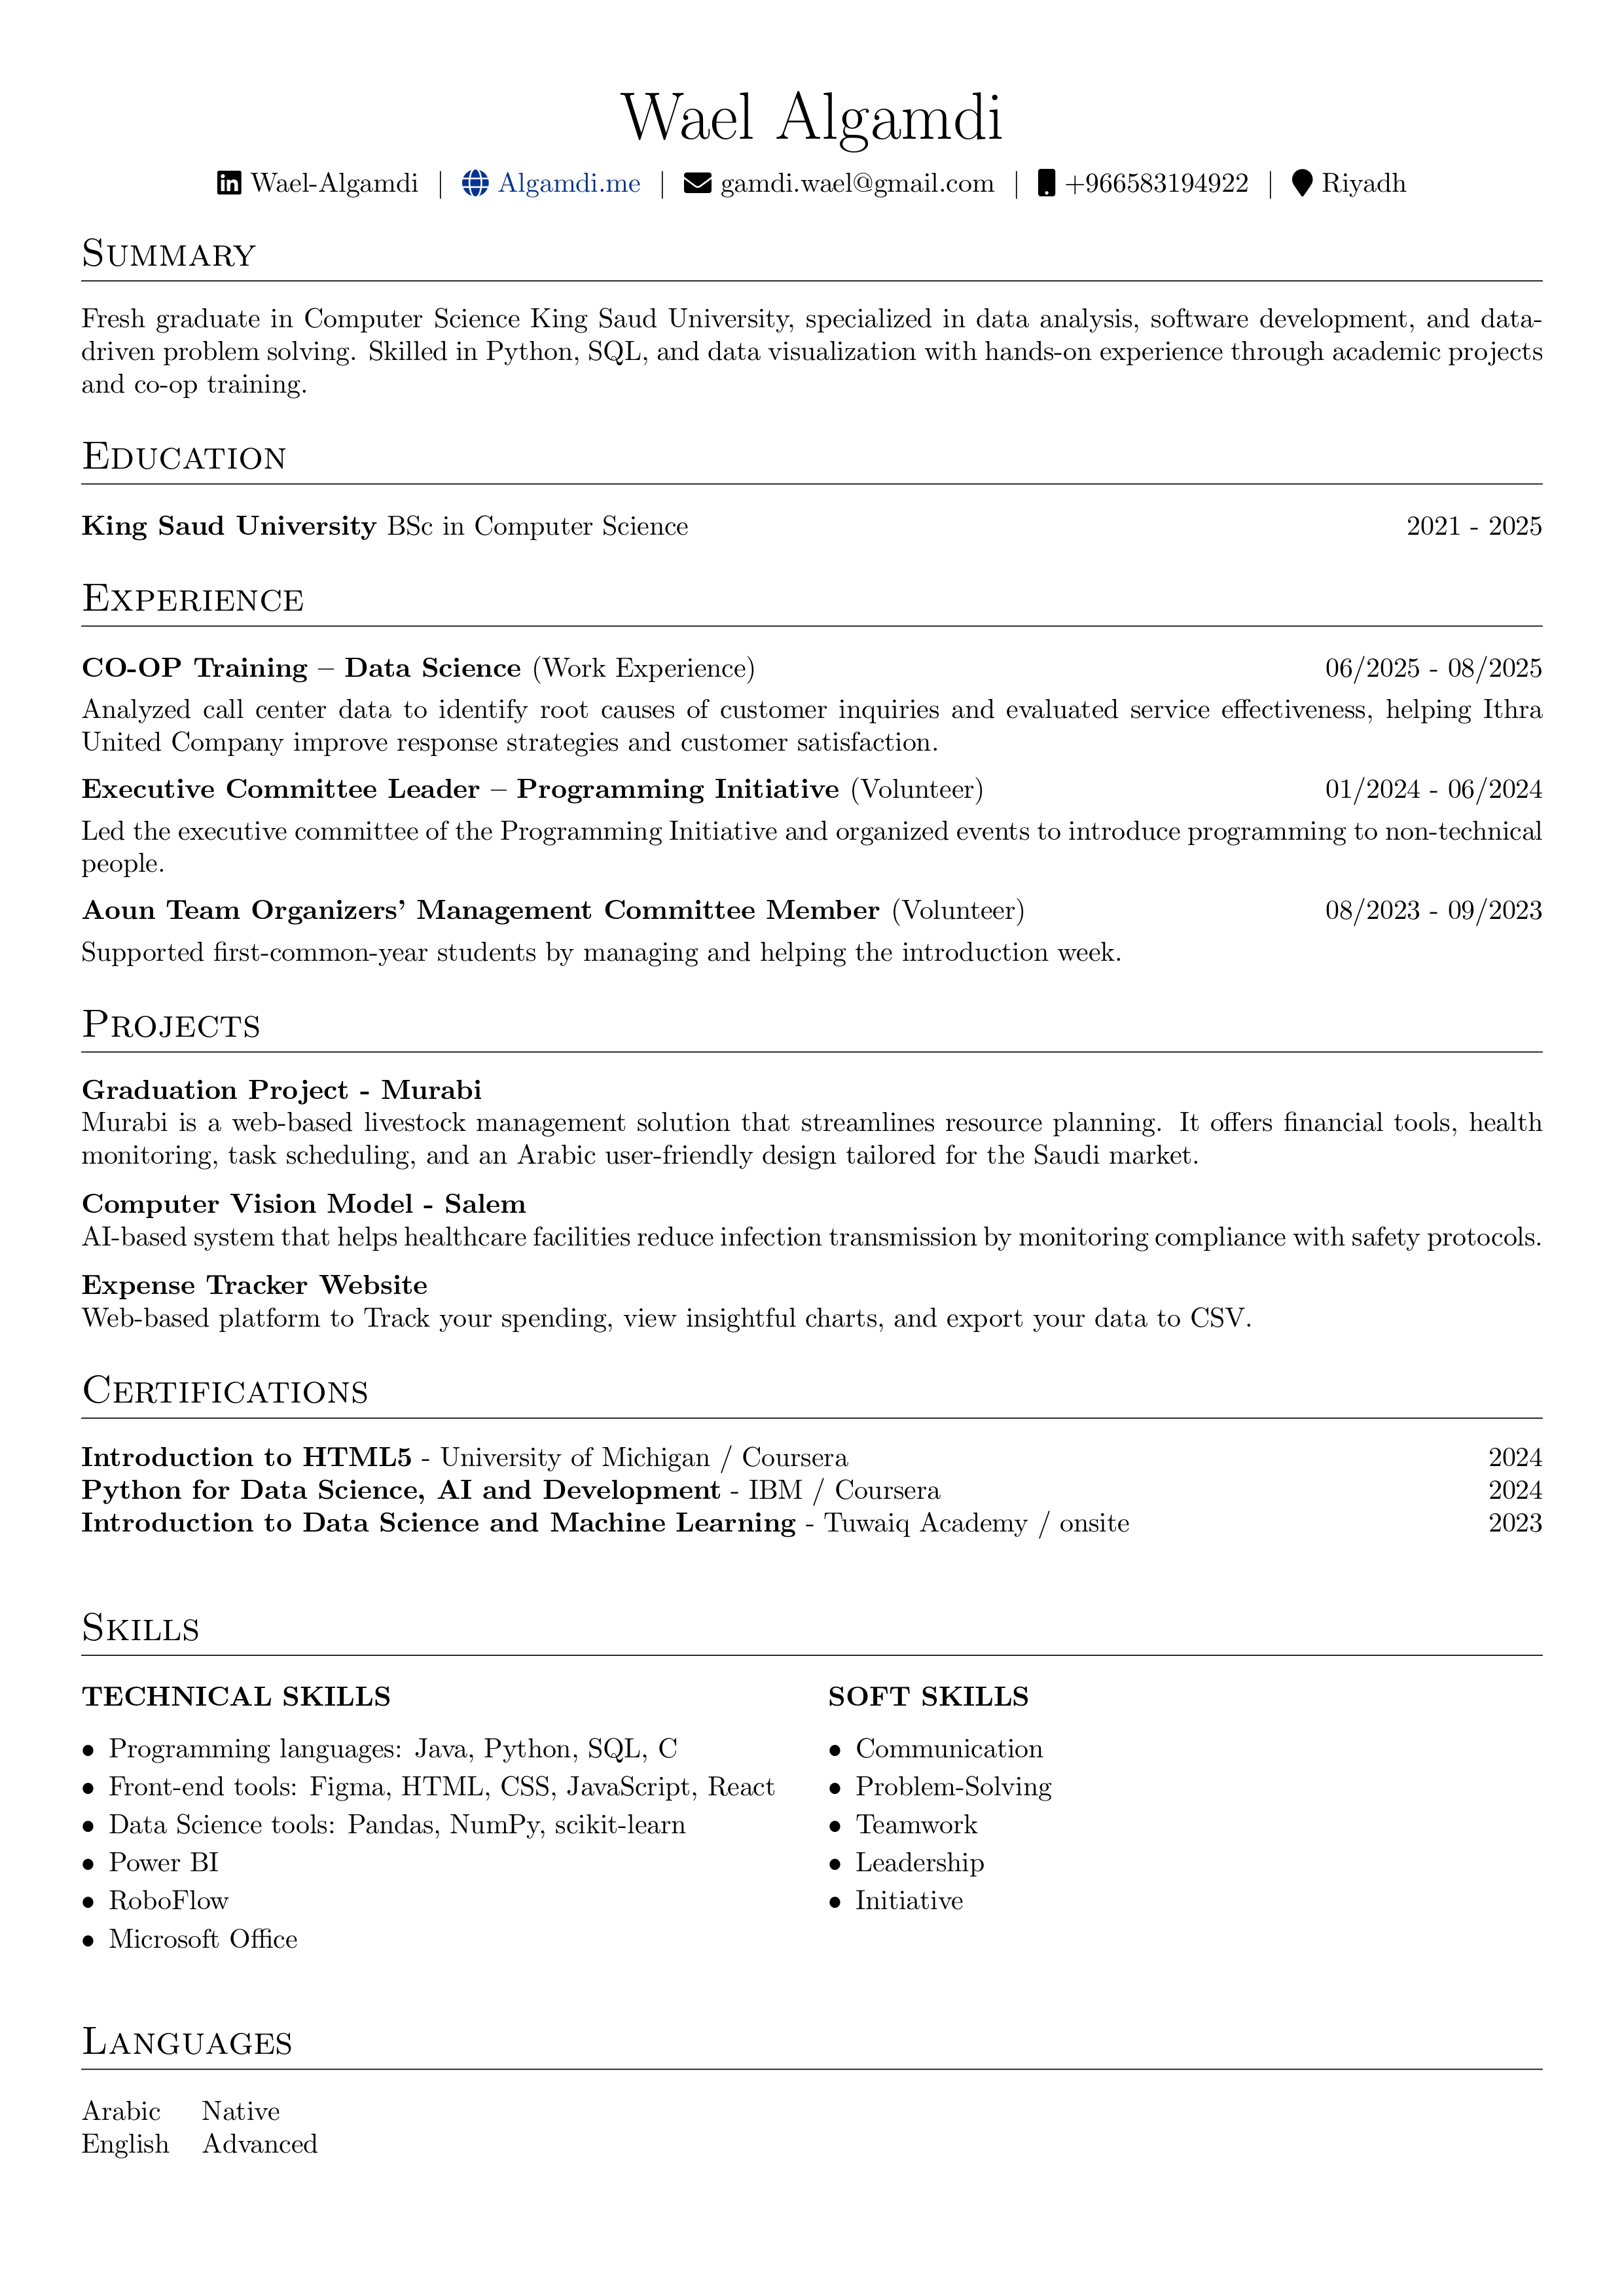 Wael Algamdi
Wael-Algamdi | Algamdi.me | gamdi.wael@gmail.com | +966583194922 | Riyadh
Summary
Fresh graduate in Computer Science King Saud University, specialized in data analysis, software development, and data-
driven problem solving. Skilled in Python, SQL, and data visualization with hands-on experience through academic projects
and co-op training.
Education
King Saud University BSc in Computer Science 2021 - 2025
Experience
CO-OP Training – Data Science (Work Experience) 06/2025 - 08/2025
Analyzed call center data to identify root causes of customer inquiries and evaluated service effectiveness, helping Ithra
United Company improve response strategies and customer satisfaction.
Executive Committee Leader – Programming Initiative (Volunteer) 01/2024 - 06/2024
Led the executive committee of the Programming Initiative and organized events to introduce programming to non-technical
people.
Aoun Team Organizers' Management Committee Member (Volunteer) 08/2023 - 09/2023
Supported first-common-year students by managing and helping the introduction week.
Projects
Graduation Project - Murabi
Murabi is a web-based livestock management solution that streamlines resource planning. It offers financial tools, health
monitoring, task scheduling, and an Arabic user-friendly design tailored for the Saudi market.
Computer Vision Model - Salem
AI-based system that helps healthcare facilities reduce infection transmission by monitoring compliance with safety protocols.
Expense Tracker Website
Web-based platform to Track your spending, view insightful charts, and export your data to CSV.
Certifications
Introduction to HTML5 - University of Michigan / Coursera 2024
Python for Data Science, AI and Development - IBM / Coursera 2024
Introduction to Data Science and Machine Learning - Tuwaiq Academy / onsite 2023
Skills
TECHNICAL SKILLS
• Programming languages: Java, Python, SQL, C
• Front-end tools: Figma, HTML, CSS, JavaScript, React
• Data Science tools: Pandas, NumPy, scikit-learn
• Power BI
• RoboFlow
• Microsoft Office
SOFT SKILLS
• Communication
• Problem-Solving
• Teamwork
• Leadership
• Initiative
Languages
Arabic Native
English Advanced